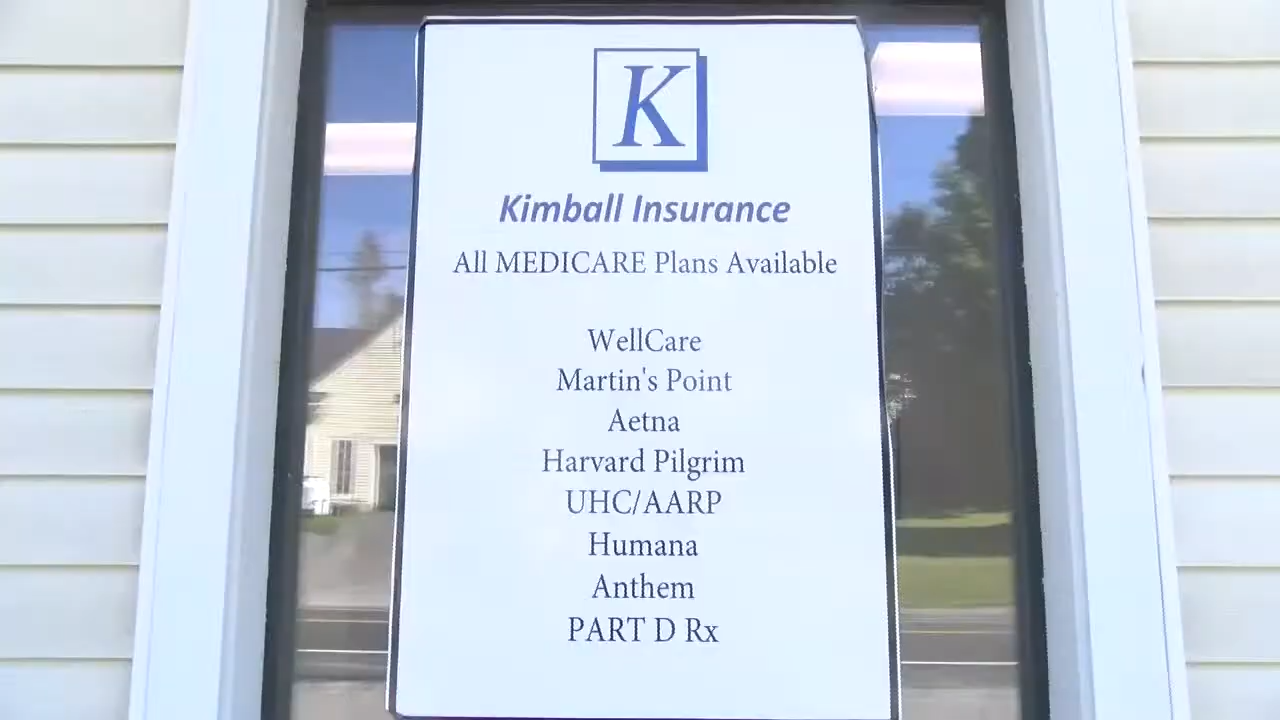 K
Kimball Insurance
All MEDICARE Plans Available
WellCare
Martin's Point
Aetna
Harvard Pilgrim
UHC/AARP
Humana
Anthem
PART D Rx